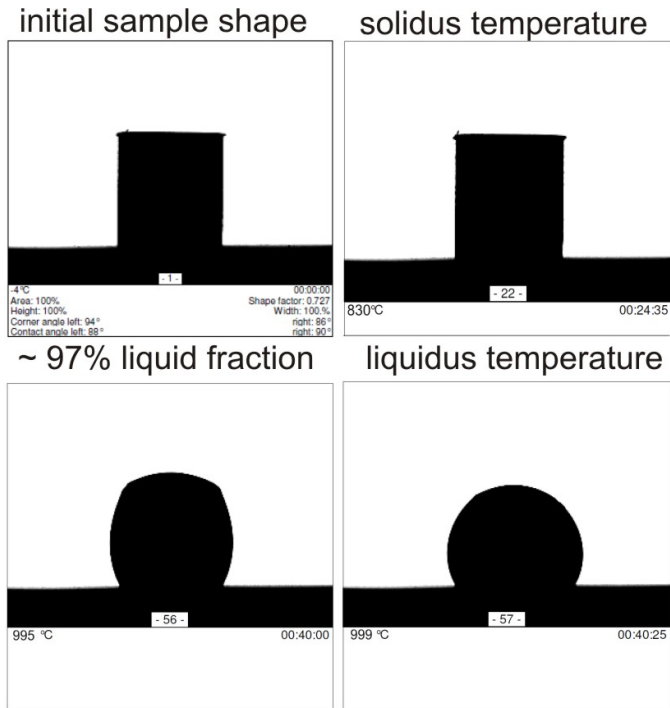 initial sample shape
solidus temperature
- 1 -
-4°C 00:00:00
Area: 100% Shape factor: 0.727
Height: 100% Width: 100.%
Corner angle left: 94° right: 86°
Contact angle left: 88° right: 90°
- 22 -
830°C 00:24:35
~ 97% liquid fraction
liquidus temperature
- 56 -
995 °C 00:40:00
- 57 -
999 °C 00:40:25